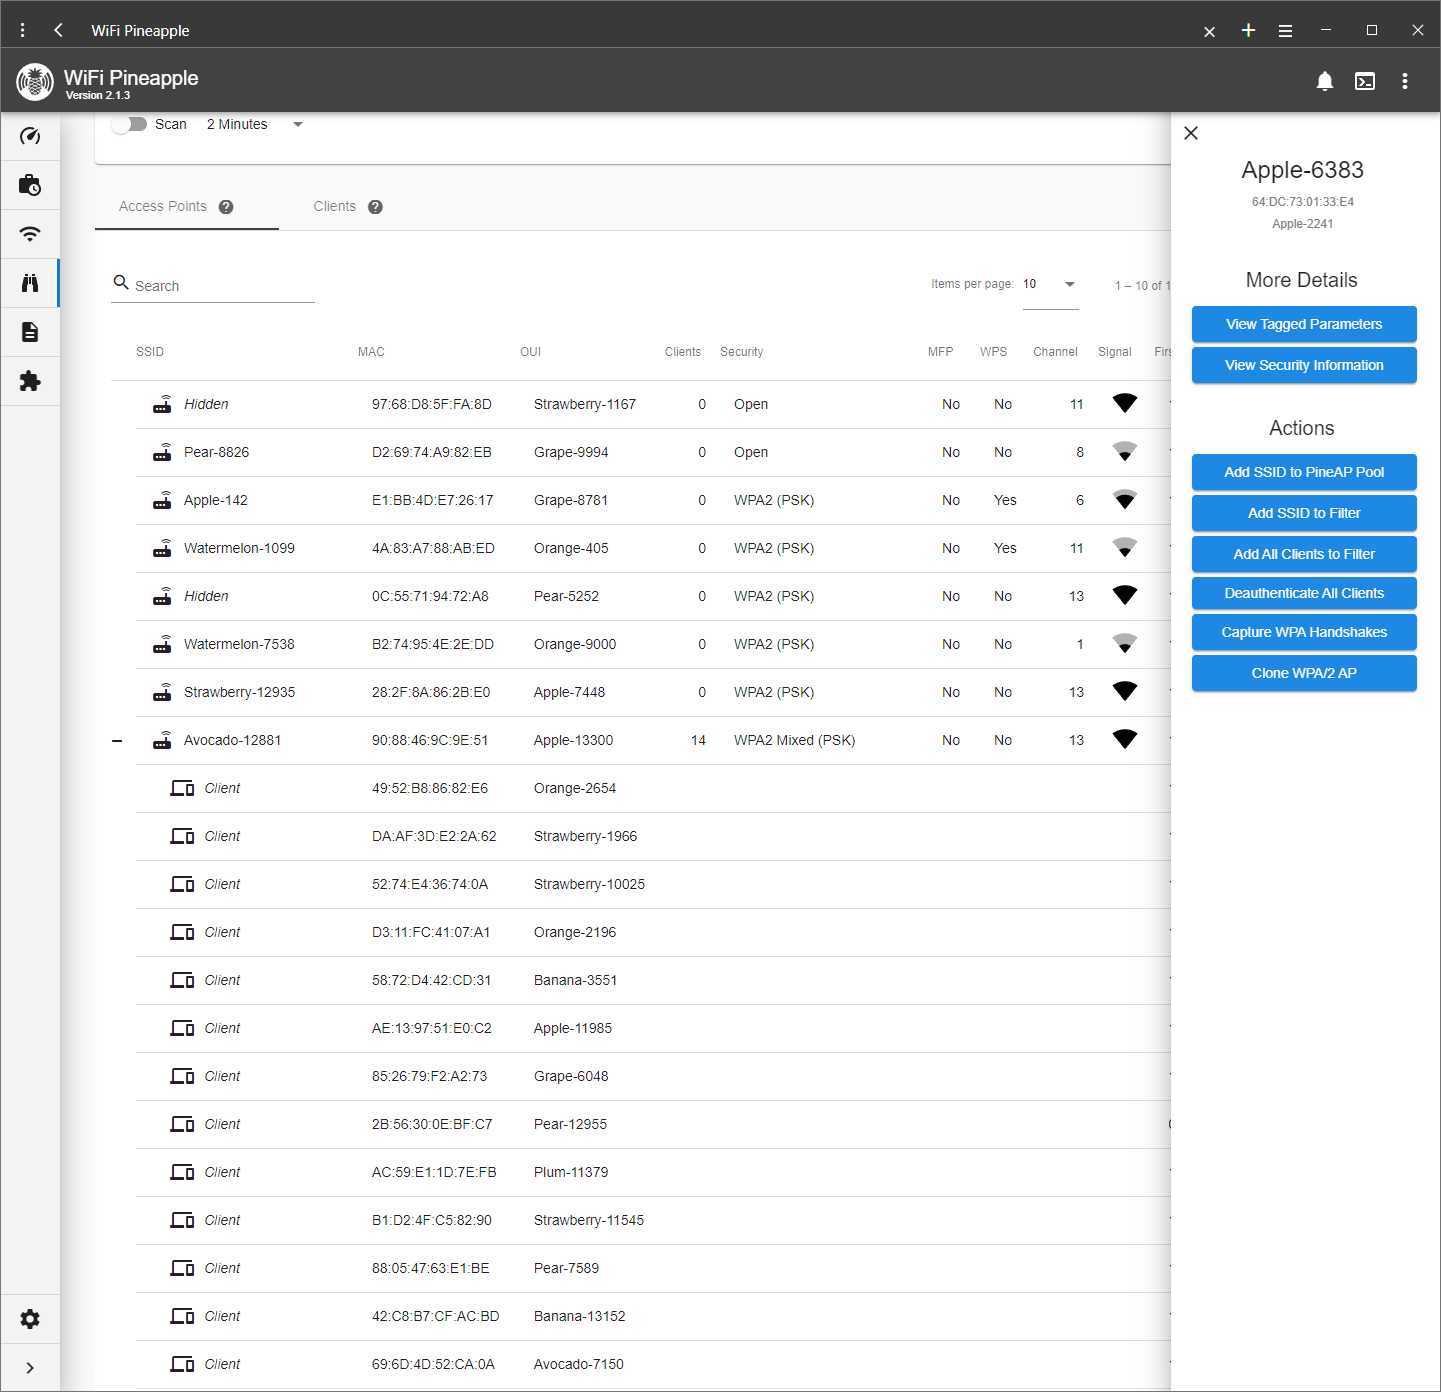 WiFi Pineapple
WiFi Pineapple
Version 2.1.3
Scan 2 Minutes
Access Points Clients
Search
Items per page: 10 1 – 10 of 1
SSID MAC OUI Clients Security MFP WPS Channel Signal Firs
Hidden 97:68:D8:5F:FA:8D Strawberry-1167 0 Open No No 11
Pear-8826 D2:69:74:A9:82:EB Grape-9994 0 Open No No 8
Apple-142 E1:BB:4D:E7:26:17 Grape-8781 0 WPA2 (PSK) No Yes 6
Watermelon-1099 4A:83:A7:88:AB:ED Orange-405 0 WPA2 (PSK) No Yes 11
Hidden 0C:55:71:94:72:A8 Pear-5252 0 WPA2 (PSK) No No 13
Watermelon-7538 B2:74:95:4E:2E:DD Orange-9000 0 WPA2 (PSK) No No 1
Strawberry-12935 28:2F:8A:86:2B:E0 Apple-7448 0 WPA2 (PSK) No No 13
Avocado-12881 90:88:46:9C:9E:51 Apple-13300 14 WPA2 Mixed (PSK) No No 13
Client 49:52:B8:86:82:E6 Orange-2654
Client DA:AF:3D:E2:2A:62 Strawberry-1966
Client 52:74:E4:36:74:0A Strawberry-10025
Client D3:11:FC:41:07:A1 Orange-2196
Client 58:72:D4:42:CD:31 Banana-3551
Client AE:13:97:51:E0:C2 Apple-11985
Client 85:26:79:F2:A2:73 Grape-6048
Client 2B:56:30:0E:BF:C7 Pear-12955
Client AC:59:E1:1D:7E:FB Plum-11379
Client B1:D2:4F:C5:82:90 Strawberry-11545
Client 88:05:47:63:E1:BE Pear-7589
Client 42:C8:B7:CF:AC:BD Banana-13152
Client 69:6D:4D:52:CA:0A Avocado-7150
Apple-6383
64:DC:73:01:33:E4
Apple-2241
More Details
View Tagged Parameters
View Security Information
Actions
Add SSID to PineAP Pool
Add SSID to Filter
Add All Clients to Filter
Deauthenticate All Clients
Capture WPA Handshakes
Clone WPA/2 AP